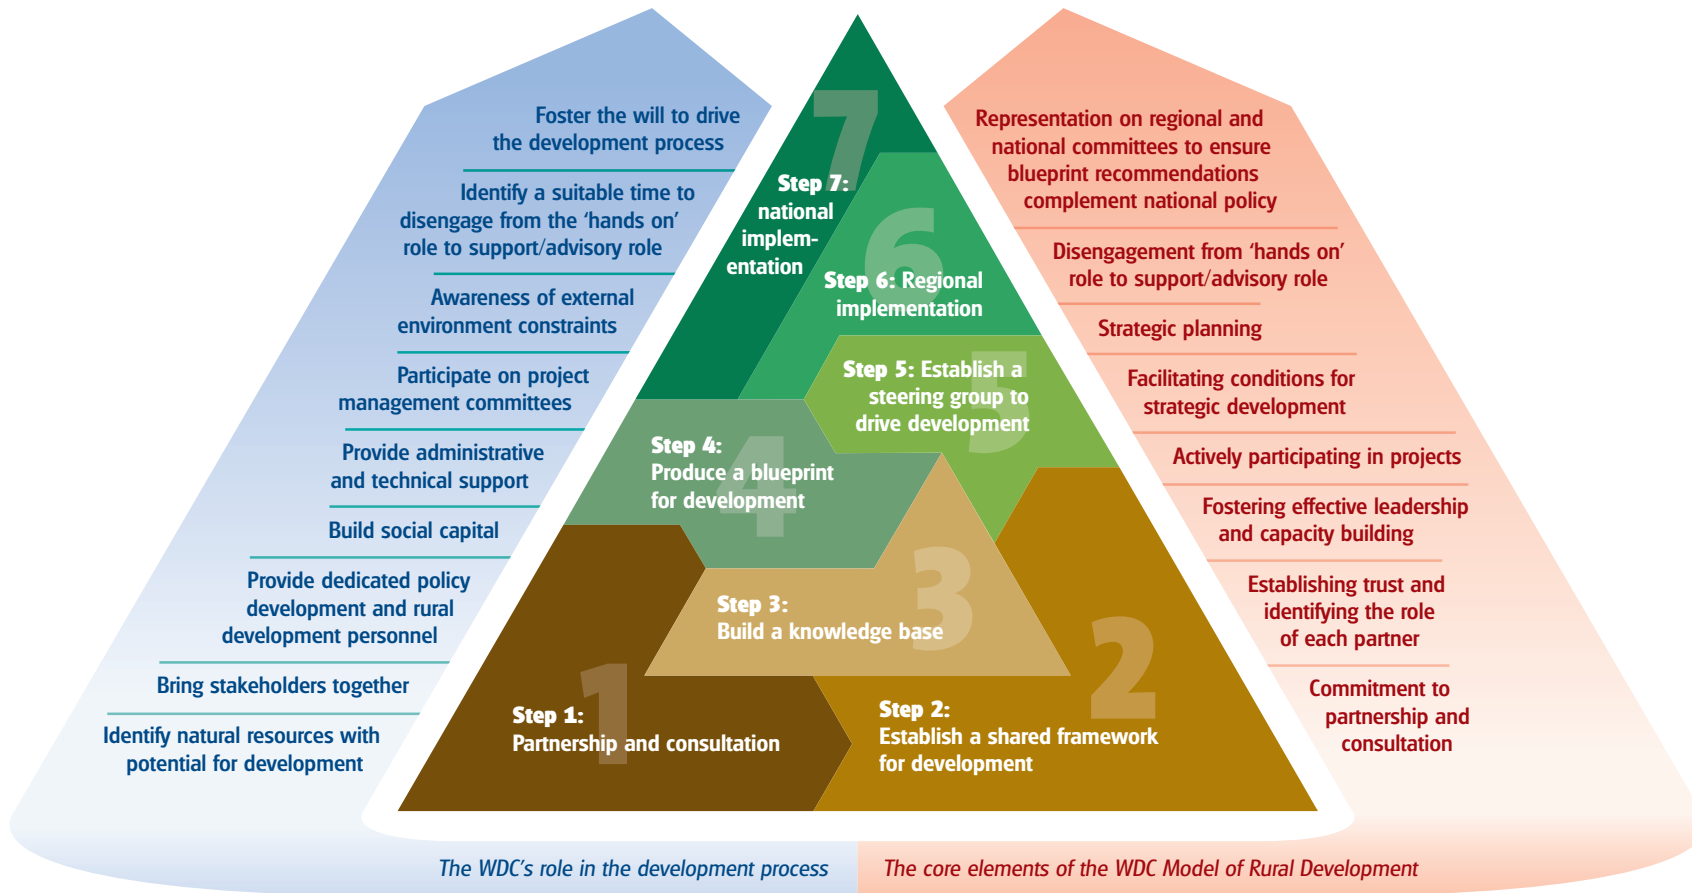 Foster the will to drive
the development process
Identify a suitable time to
disengage from the ‘hands on’
role to support/advisory role
Awareness of external
environment constraints
Participate on project
management committees
Provide administrative
and technical support
Build social capital
Provide dedicated policy
development and rural
development personnel
Bring stakeholders together
Identify natural resources with
potential for development
7
Step 7:
national
implem-
entation
6
Step 6: Regional
implementation
5
Step 5: Establish a
steering group to
drive development
4
Step 4:
Produce a blueprint
for development
3
Step 3:
Build a knowledge base
1
Step 1:
Partnership and consultation
2
Step 2:
Establish a shared framework
for development
Representation on regional and
national committees to ensure
blueprint recommendations
complement national policy
Disengagement from ‘hands on’
role to support/advisory role
Strategic planning
Facilitating conditions for
strategic development
Actively participating in projects
Fostering effective leadership
and capacity building
Establishing trust and
identifying the role
of each partner
Commitment to
partnership and
consultation
The WDC’s role in the development process
The core elements of the WDC Model of Rural Development